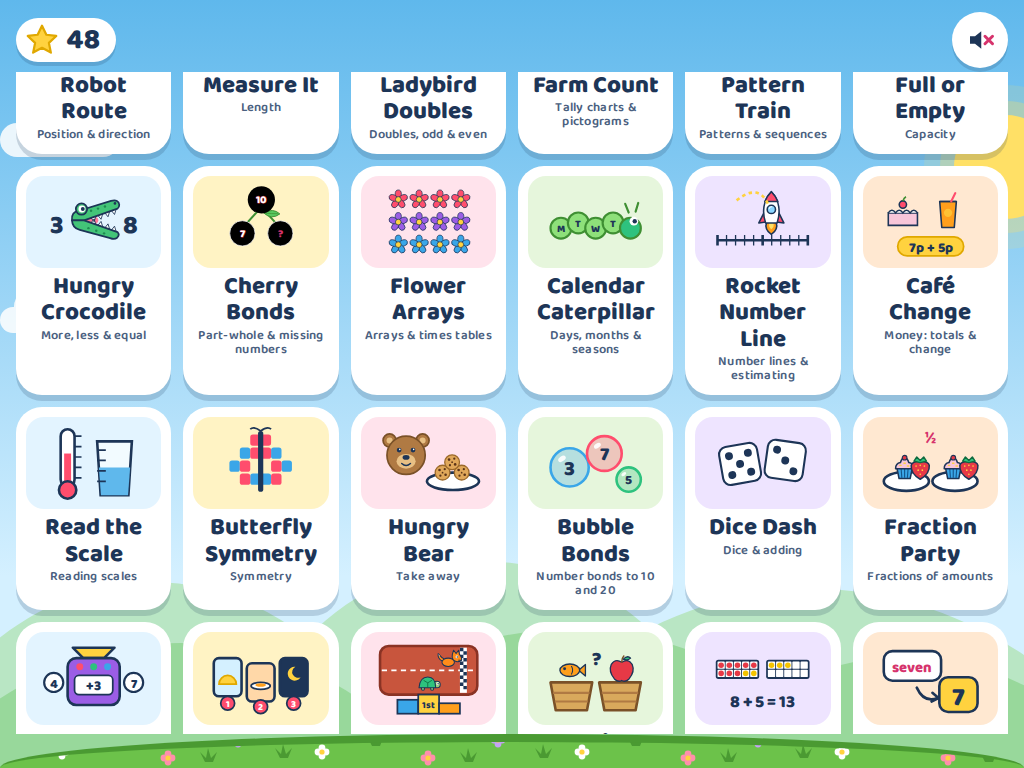 48
Robot
Route
Position & direction
Measure It
Length
Ladybird
Doubles
Doubles, odd & even
Farm Count
Tally charts &
pictograms
Pattern
Train
Patterns & sequences
Full or
Empty
Capacity
3 8
Hungry
Crocodile
More, less & equal
10
7 ?
Cherry
Bonds
Part-whole & missing
numbers
Flower
Arrays
Arrays & times tables
M T W T
Calendar
Caterpillar
Days, months &
seasons
Rocket
Number
Line
Number lines &
estimating
7p + 5p
Café
Change
Money: totals &
change
Read the
Scale
Reading scales
Butterfly
Symmetry
Symmetry
Hungry
Bear
Take away
3 7 5
Bubble
Bonds
Number bonds to 10
and 20
Dice Dash
Dice & adding
½
Fraction
Party
Fractions of amounts
4 +3 7
1 2 3
1st
?
8 + 5 = 13
seven
7